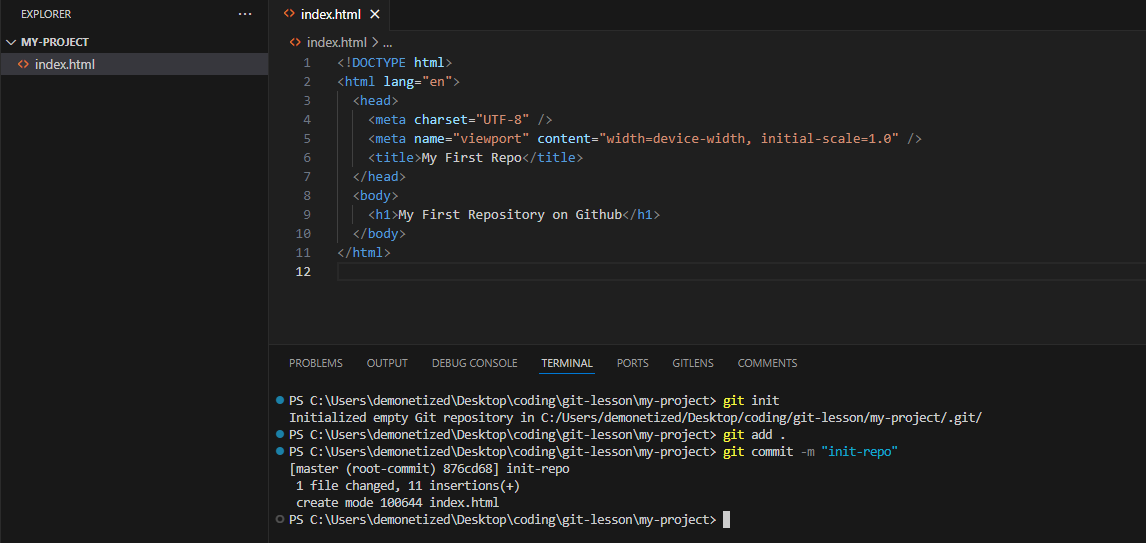 EXPLORER
...
MY-PROJECT
index.html
index.html
index.html > ...
1 <!DOCTYPE html>
2 <html lang="en">
3 <head>
4 <meta charset="UTF-8" />
5 <meta name="viewport" content="width=device-width, initial-scale=1.0" />
6 <title>My First Repo</title>
7 </head>
8 <body>
9 <h1>My First Repository on Github</h1>
10 </body>
11 </html>
12
PROBLEMS OUTPUT DEBUG CONSOLE TERMINAL PORTS GITLENS COMMENTS
PS C:\Users\demonetized\Desktop\coding\git-lesson\my-project> git init
Initialized empty Git repository in C:/Users/demonetized/Desktop/coding/git-lesson/my-project/.git/
PS C:\Users\demonetized\Desktop\coding\git-lesson\my-project> git add .
PS C:\Users\demonetized\Desktop\coding\git-lesson\my-project> git commit -m "init-repo"
[master (root-commit) 876cd68] init-repo
1 file changed, 11 insertions(+)
create mode 100644 index.html
PS C:\Users\demonetized\Desktop\coding\git-lesson\my-project>